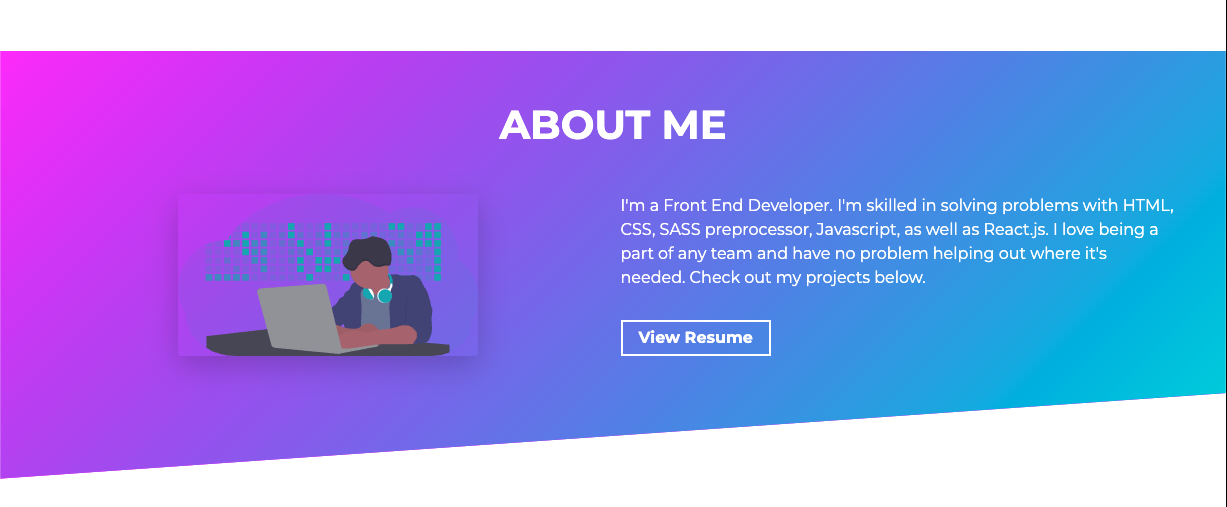 ABOUT ME
I'm a Front End Developer. I'm skilled in solving problems with HTML,
CSS, SASS preprocessor, Javascript, as well as React.js. I love being a
part of any team and have no problem helping out where it's
needed. Check out my projects below.
View Resume